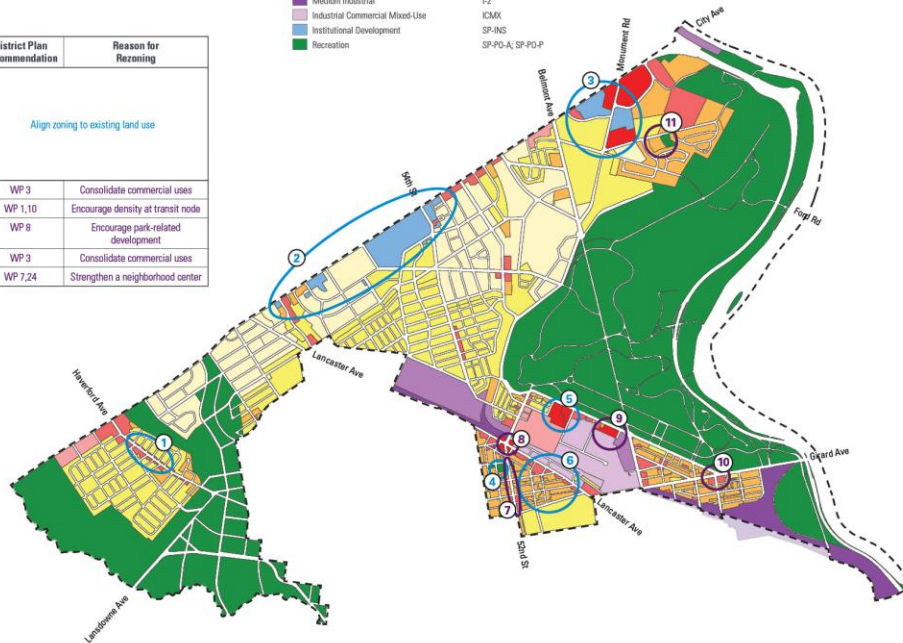 Medium Industrial I-2
Industrial Commercial Mixed-Use ICMX
Institutional Development SP-INS
Recreation SP-PO-A; SP-PO-P
Reason for
Rezoning
Align zoning to existing land use
WP 3 Consolidate commercial uses
WP 1,10 Encourage density at transit node
WP 8 Encourage park-related
development
WP 3 Consolidate commercial uses
WP 7,24 Strengthen a neighborhood center
City Ave
Monument Rd
Belmont Ave
3
11
54th St
Ford Rd
2
Lancaster Ave
Haverford Ave
1
5
9
8
6
4
10
Girard Ave
7
Lancaster Ave
52nd St
Lansdowne Ave